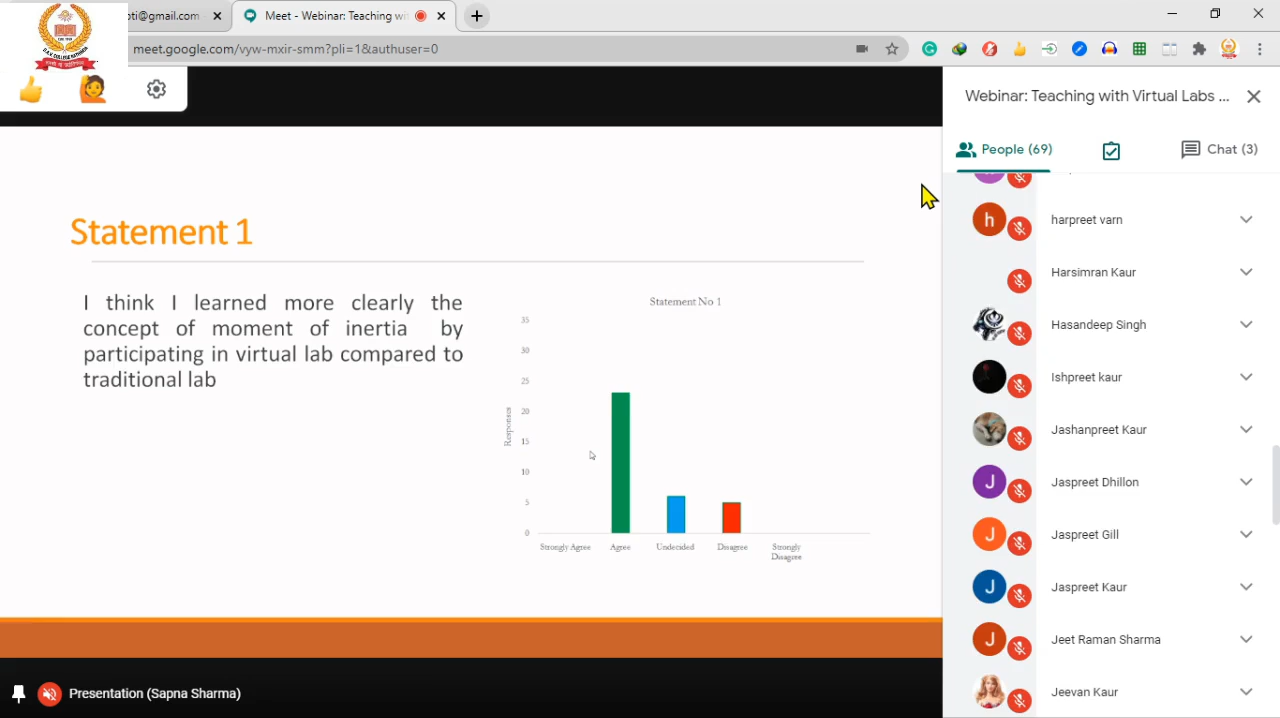 oti@gmail.com
Meet - Webinar: Teaching with
meet.google.com/vyw-mxir-smm?pli=1&authuser=0
Webinar: Teaching with Virtual Labs ...
People (69)
Chat (3)
harpreet varn
Harsimran Kaur
Hasandeep Singh
Ishpreet kaur
Jashanpreet Kaur
Jaspreet Dhillon
Jaspreet Gill
Jaspreet Kaur
Jeet Raman Sharma
Jeevan Kaur
h
J
J
J
J
Statement 1
I think I learned more clearly the
concept of moment of inertia by
participating in virtual lab compared to
traditional lab
Statement No 1
35
30
25
20
15
10
5
0
Responses
Strongly Agree
Agree
Undecided
Disagree
Strongly
Disagree
Presentation (Sapna Sharma)